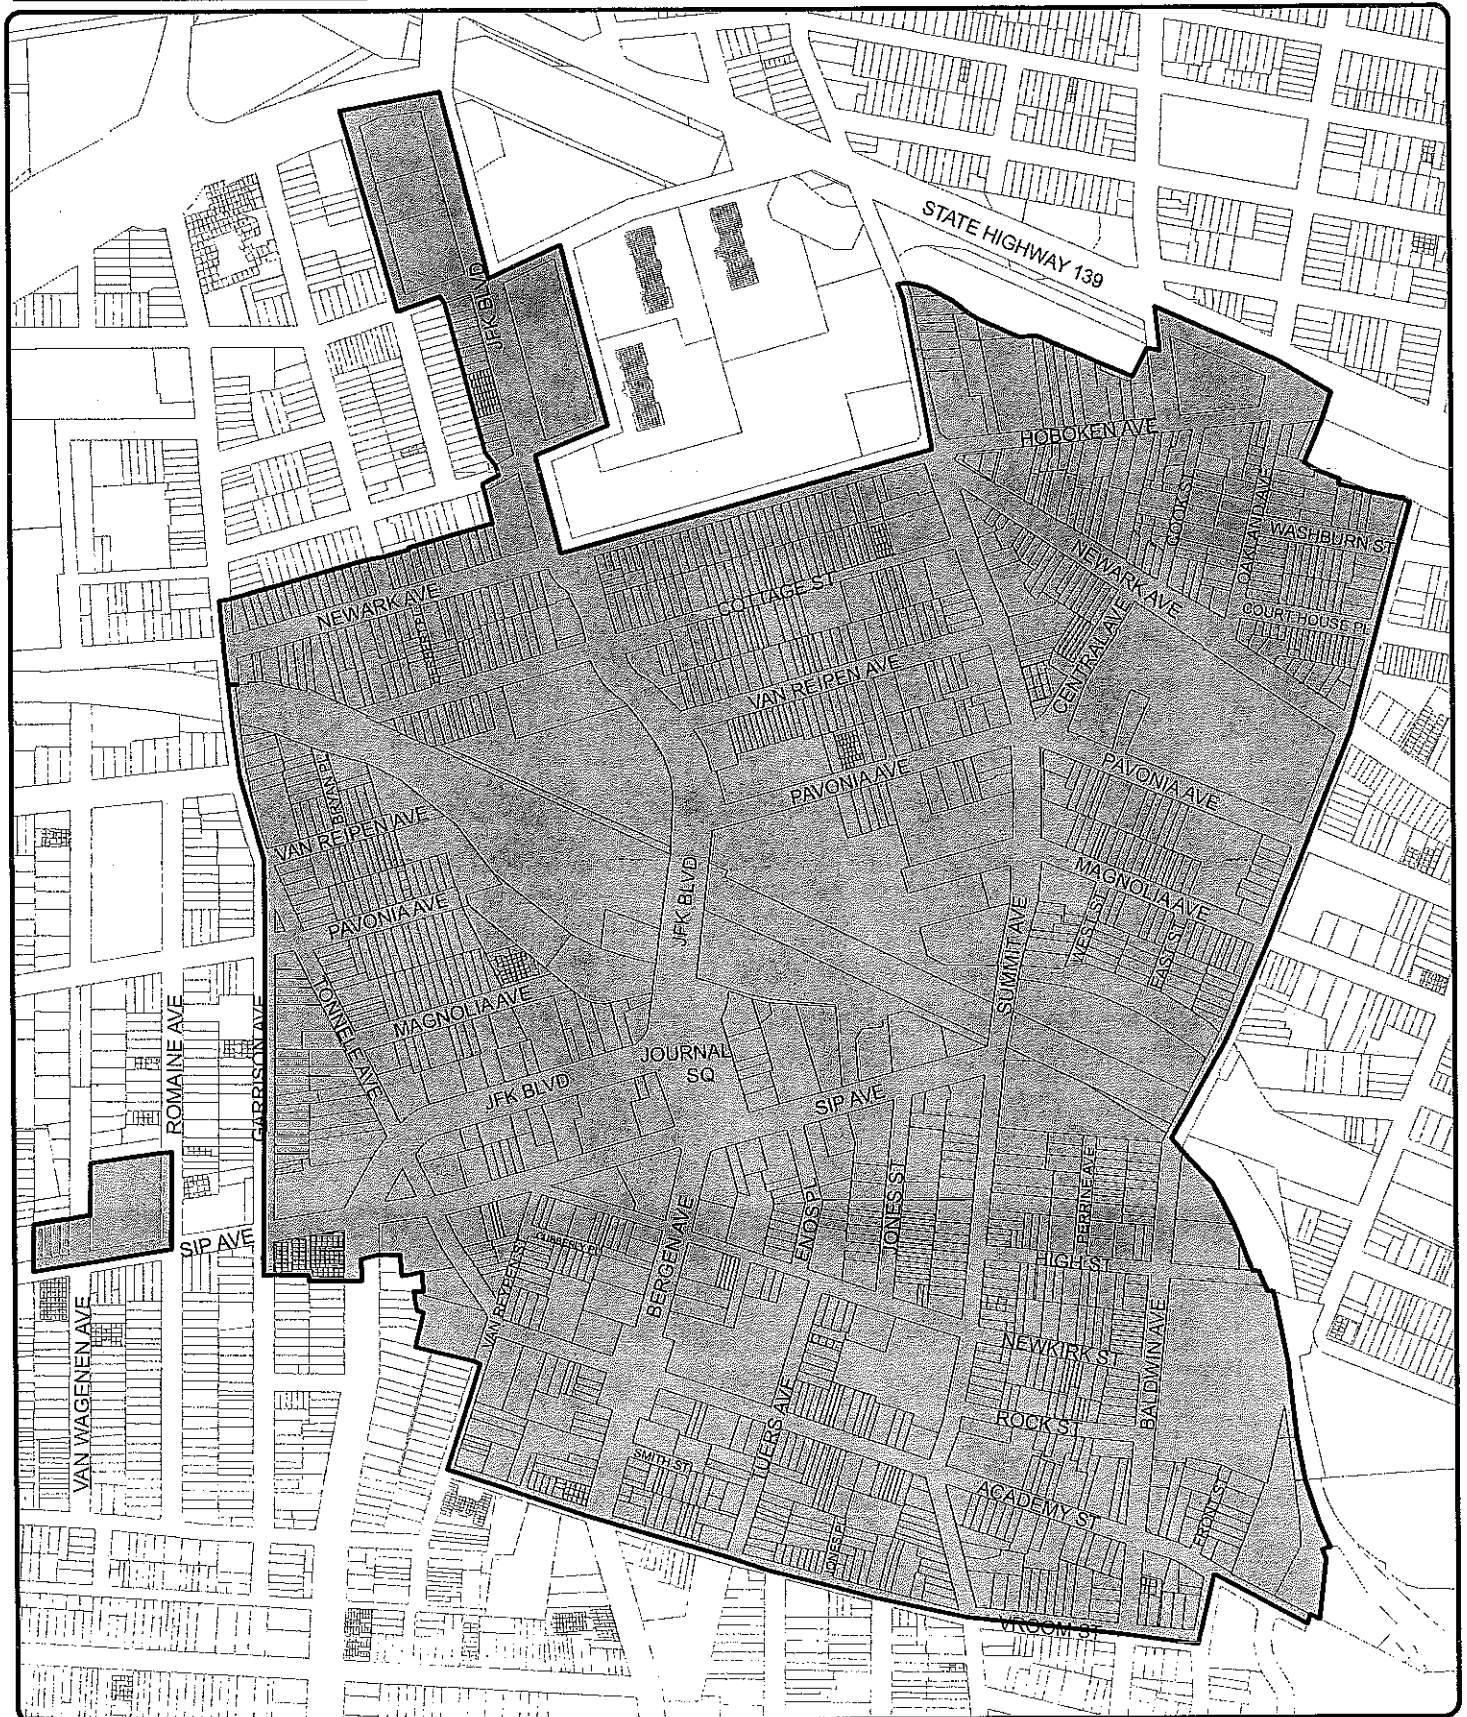 STATE HIGHWAY 139
JFK BLVD
HOBOKEN AVE
COOK ST
OAKLAND AVE
WASHBURN ST
NEWARK AVE
COURT HOUSE PL
NEWARK AVE
COTTAGE ST
CENTRAL AVE
VAN REIPEN AVE
PAVONIA AVE
PAVONIA AVE
VAN REIPEN AVE
MAGNOLIA AVE
WEST ST
EAST ST
JFK BLVD
SUMMIT AVE
PAVONIA AVE
TONNELE AVE
MAGNOLIA AVE
ROMAINE AVE
GARRISON AVE
JOURNAL
SQ
JFK BLVD
SIP AVE
PERRINE AVE
JONES ST
ENOS PL
BERGEN AVE
SIP AVE
VAN REYPEN ST
HIGH ST
NEWKIRK ST
BALDWIN AVE
VAN WAGENEN AVE
TUERS AVE
ROCK ST
SMITH ST
ACADEMY ST
FRONT ST
VROOM ST